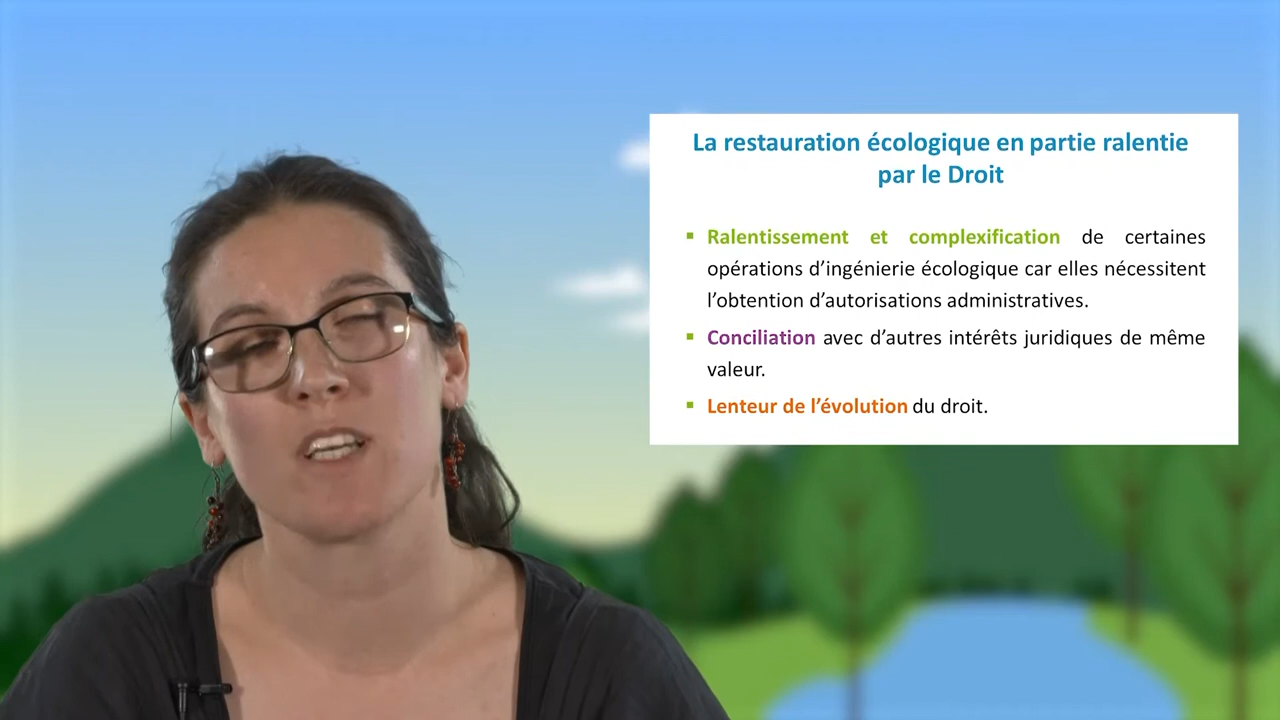 La restauration écologique en partie ralentie
par le Droit
▪ Ralentissement et complexification de certaines
opérations d’ingénierie écologique car elles nécessitent
l’obtention d’autorisations administratives.
▪ Conciliation avec d’autres intérêts juridiques de même
valeur.
▪ Lenteur de l’évolution du droit.